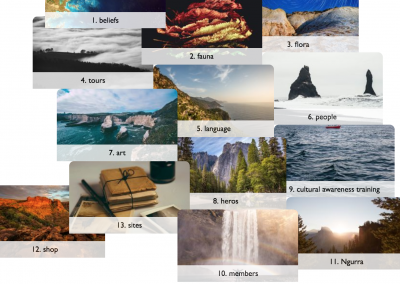 1. beliefs
2. fauna
3. flora
4. tours
5. language
6. people
7. art
8. heros
9. cultural awareness training
10. members
11. Ngurra
12. shop
13. sites